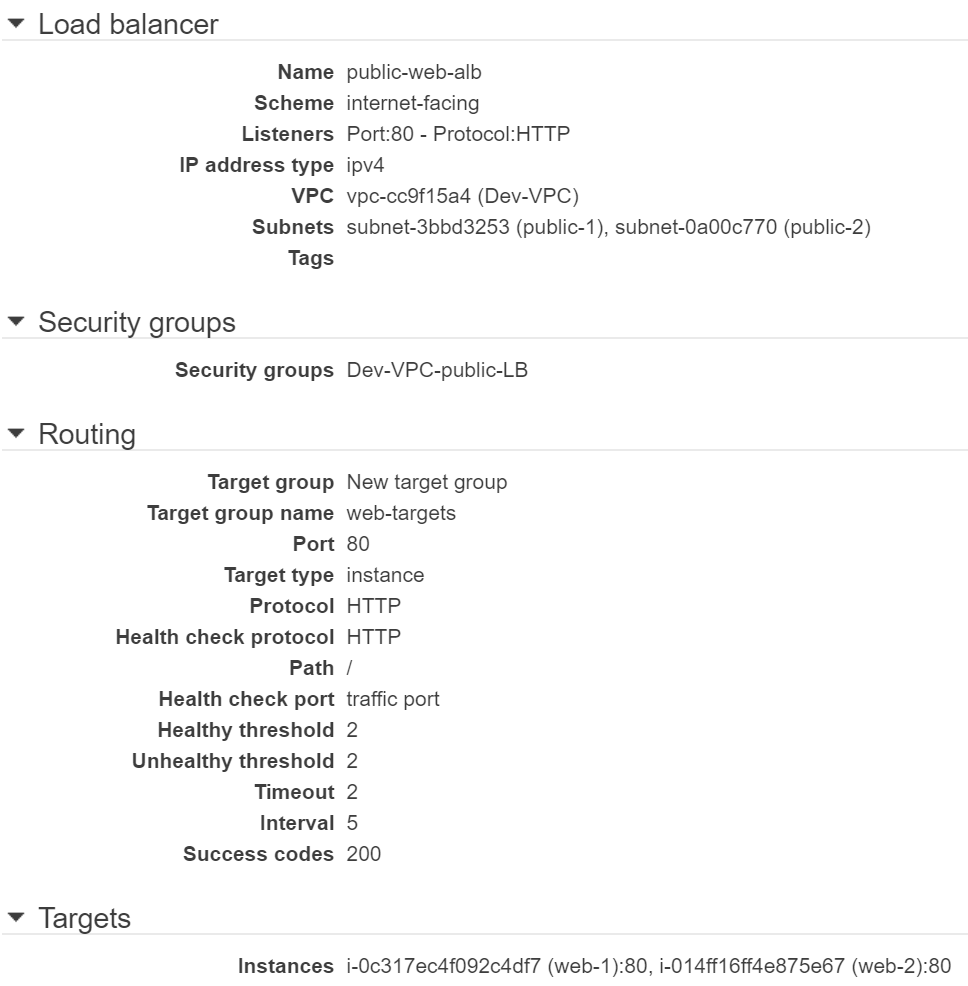 Load balancer
Name public-web-alb
Scheme internet-facing
Listeners Port:80 - Protocol:HTTP
IP address type ipv4
VPC vpc-cc9f15a4 (Dev-VPC)
Subnets subnet-3bbd3253 (public-1), subnet-0a00c770 (public-2)
Tags
Security groups
Security groups Dev-VPC-public-LB
Routing
Target group New target group
Target group name web-targets
Port 80
Target type instance
Protocol HTTP
Health check protocol HTTP
Path /
Health check port traffic port
Healthy threshold 2
Unhealthy threshold 2
Timeout 2
Interval 5
Success codes 200
Targets
Instances i-0c317ec4f092c4df7 (web-1):80, i-014ff16ff4e875e67 (web-2):80